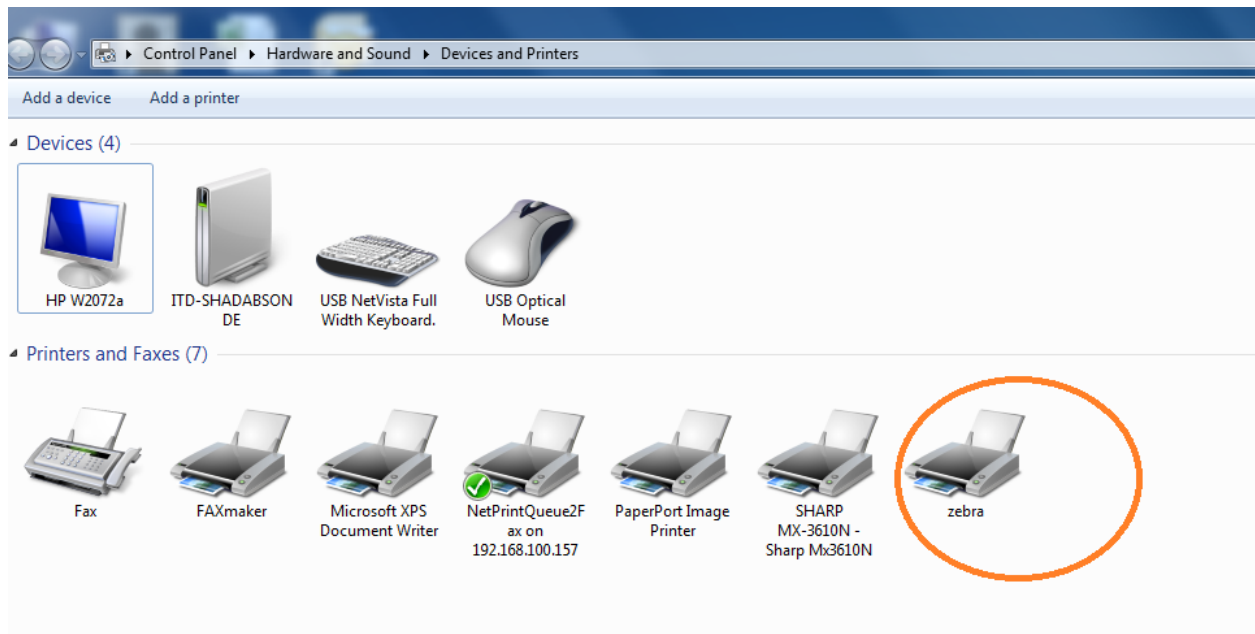 Control Panel Hardware and Sound Devices and Printers
Add a device Add a printer
Devices (4)
HP W2072a
ITD-SHADABSON
DE
USB NetVista Full
Width Keyboard.
USB Optical
Mouse
Printers and Faxes (7)
Fax
FAXmaker
Microsoft XPS
Document Writer
NetPrintQueue2F
ax on
192.168.100.157
PaperPort Image
Printer
SHARP
MX-3610N -
Sharp Mx3610N
zebra